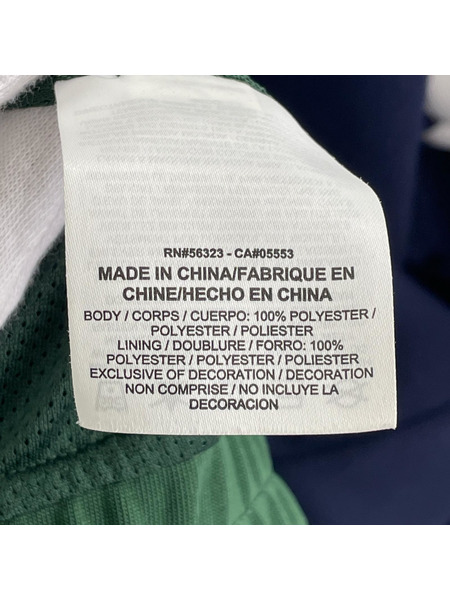 RN#56323 - CA#05553
MADE IN CHINA/FABRIQUE EN
CHINE/HECHO EN CHINA
BODY / CORPS / CUERPO: 100% POLYESTER /
POLYESTER / POLIESTER
LINING / DOUBLURE / FORRO: 100%
POLYESTER / POLYESTER / POLIESTER
EXCLUSIVE OF DECORATION / DECORATION
NON COMPRISE / NO INCLUYE LA
DECORACION